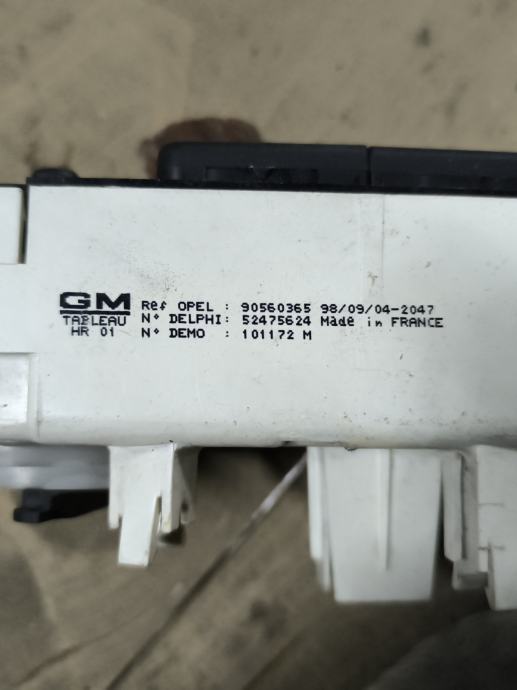 GM
TABLEAU
HR 01
Ref OPEL : 90560365 98/09/04-2047
N° DELPHI: 52475624 Made in FRANCE
N° DEMO : 101172 M